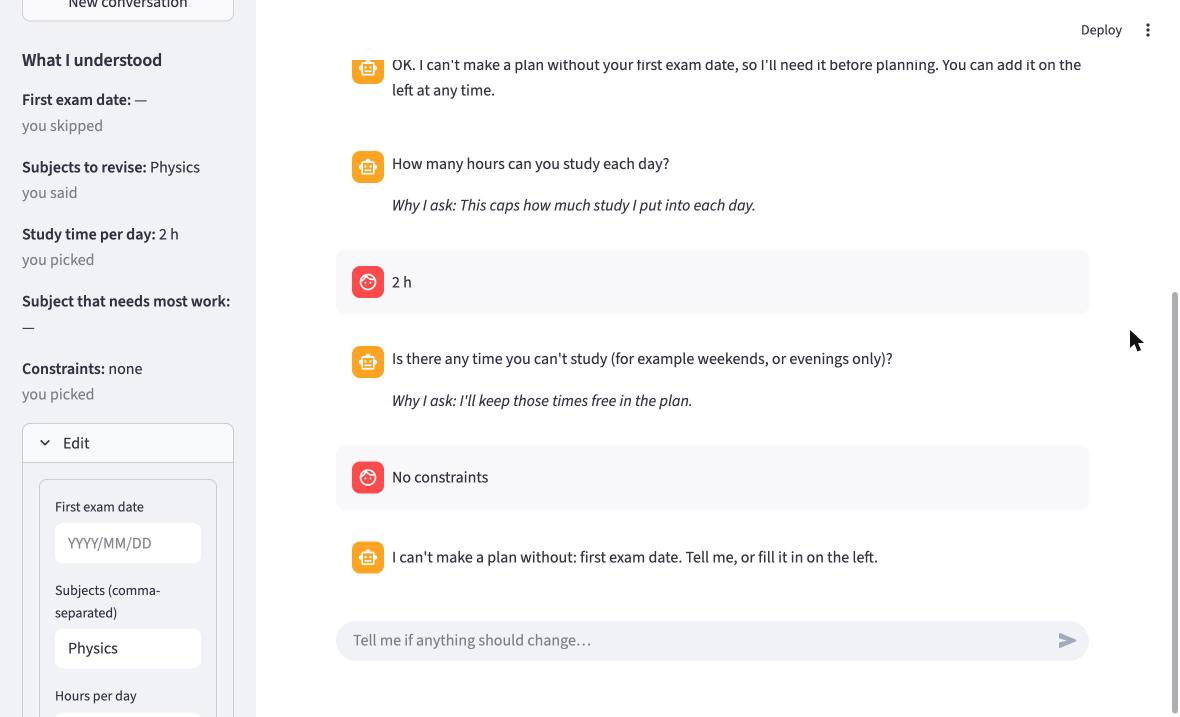 New conversation
What I understood
First exam date: —
you skipped
Subjects to revise: Physics
you said
Study time per day: 2 h
you picked
Subject that needs most work:
—
Constraints: none
you picked
Edit
First exam date
YYYY/MM/DD
Subjects (comma-
separated)
Physics
Hours per day
Deploy
OK. I can't make a plan without your first exam date, so I'll need it before planning. You can add it on the
left at any time.
How many hours can you study each day?
Why I ask: This caps how much study I put into each day.
2 h
Is there any time you can't study (for example weekends, or evenings only)?
Why I ask: I'll keep those times free in the plan.
No constraints
I can't make a plan without: first exam date. Tell me, or fill it in on the left.
Tell me if anything should change…